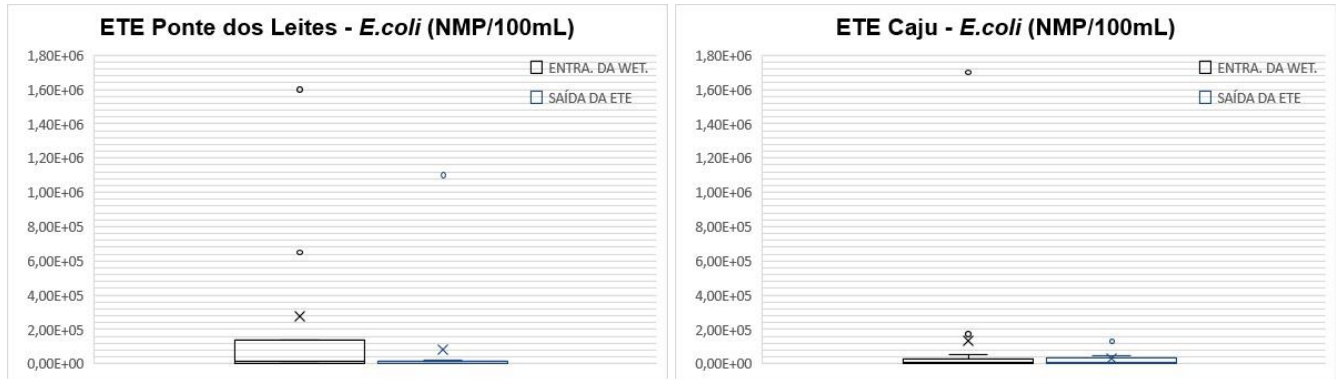 ETE Ponte dos Leites - E.coli (NMP/100mL)
1,80E+06
1,60E+06
1,40E+06
1,20E+06
1,00E+06
8,00E+05
6,00E+05
4,00E+05
2,00E+05
0,00E+00
ENTRA. DA WET.
SAÍDA DA ETE
ETE Caju - E.coli (NMP/100mL)
1,80E+06
1,60E+06
1,40E+06
1,20E+06
1,00E+06
8,00E+05
6,00E+05
4,00E+05
2,00E+05
0,00E+00
ENTRA. DA WET.
SAÍDA DA ETE